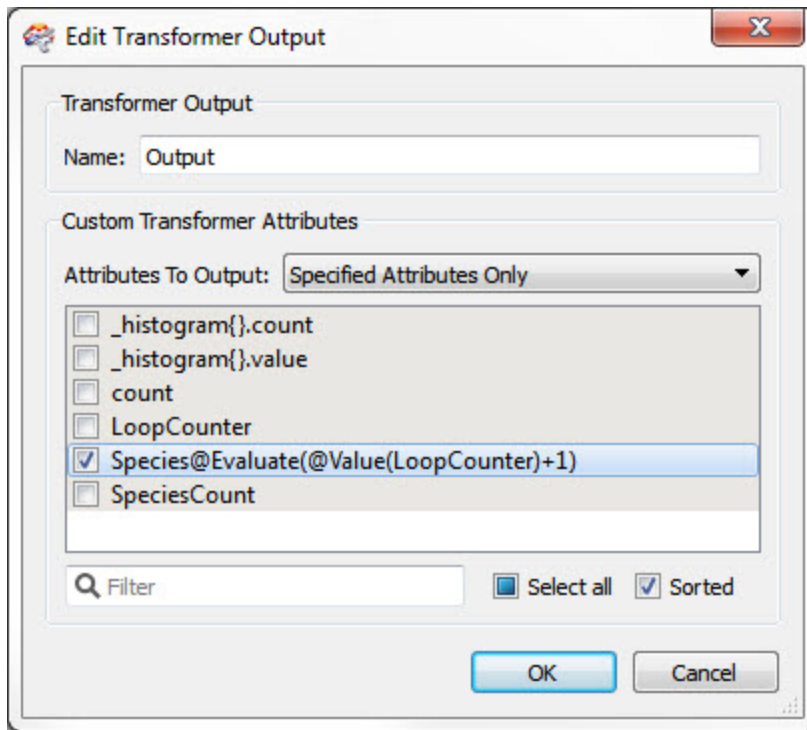 Edit Transformer Output
Transformer Output
Name: Output
Custom Transformer Attributes
Attributes To Output: Specified Attributes Only
_histogram{}.count
_histogram{}.value
count
LoopCounter
Species@Evaluate(@Value(LoopCounter)+1)
SpeciesCount
Filter Select all Sorted
OK Cancel